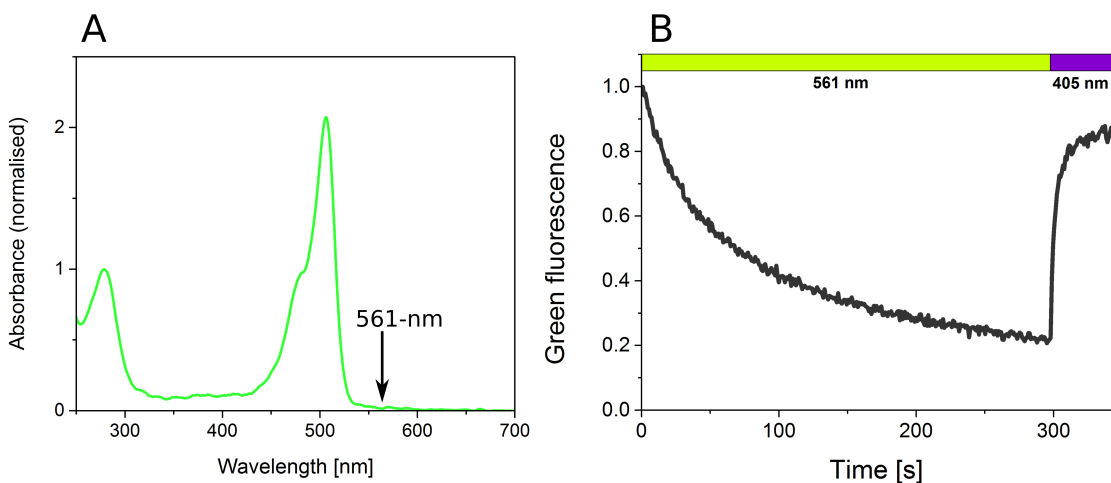 A
Absorbance (normalised)
2
1
0
561-nm
300
400
500
600
700
Wavelength [nm]
B
561 nm
405 nm
Green fluorescence
1.0
0.8
0.6
0.4
0.2
0.0
0
100
200
300
Time [s]